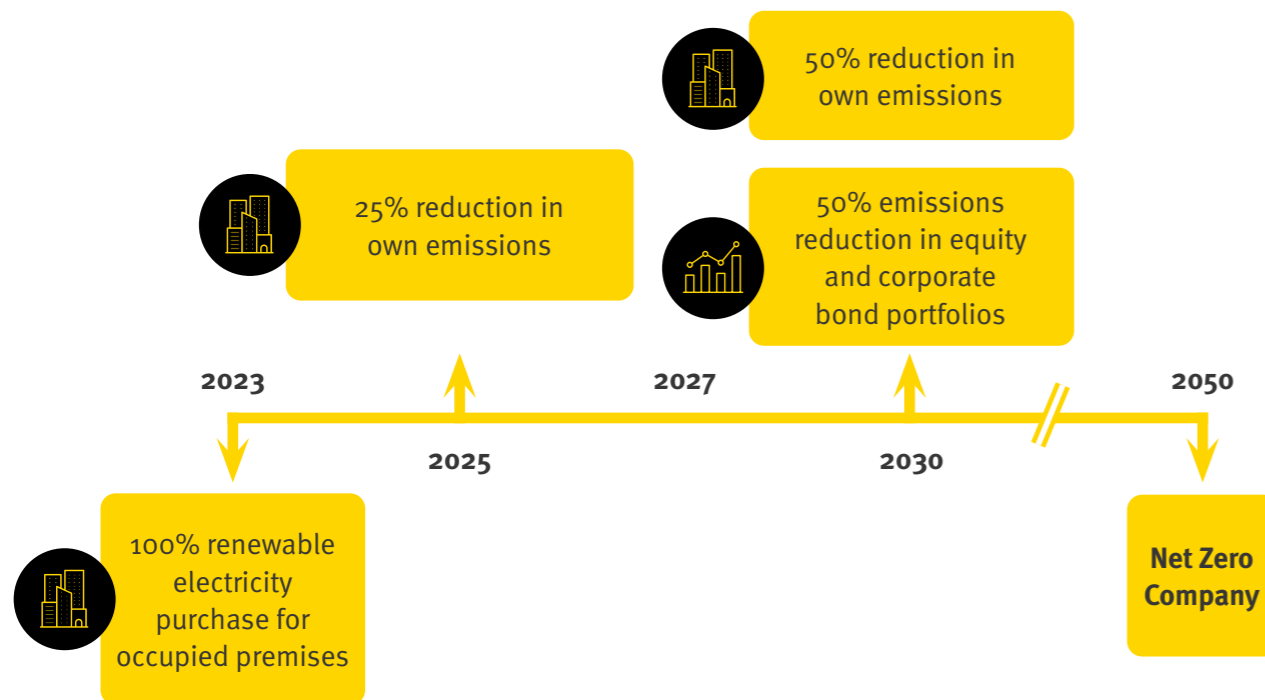 50% reduction in
own emissions
25% reduction in
own emissions
50% emissions
reduction in equity
and corporate
bond portfolios
2023
2027
2050
2025
2030
100% renewable
electricity
purchase for
occupied premises
Net Zero
Company